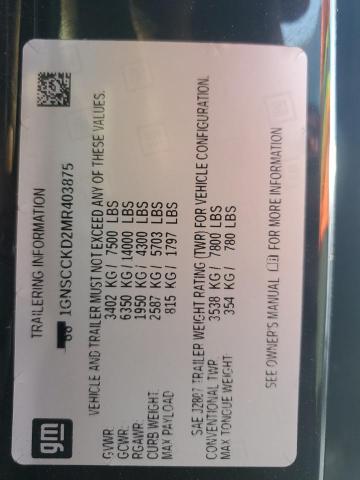 gm
TRAILERING INFORMATION
1GNSCCKD2MR403875
VEHICLE AND TRAILER MUST NOT EXCEED ANY OF THESE VALUES.
GVWR 3402 KG / 7500 LBS
GCWR 6350 KG / 14000 LBS
RGAWR 1950 KG / 4300 LBS
CURB WEIGHT 2587 KG / 5703 LBS
MAX PAYLOAD 815 KG / 1797 LBS
SAE J2807 TRAILER WEIGHT RATING (TWR) FOR VEHICLE CONFIGURATION.
CONVENTIONAL TWR 3538 KG / 7800 LBS
MAX TONGUE WEIGHT 354 KG / 780 LBS
SEE OWNER'S MANUAL FOR MORE INFORMATION